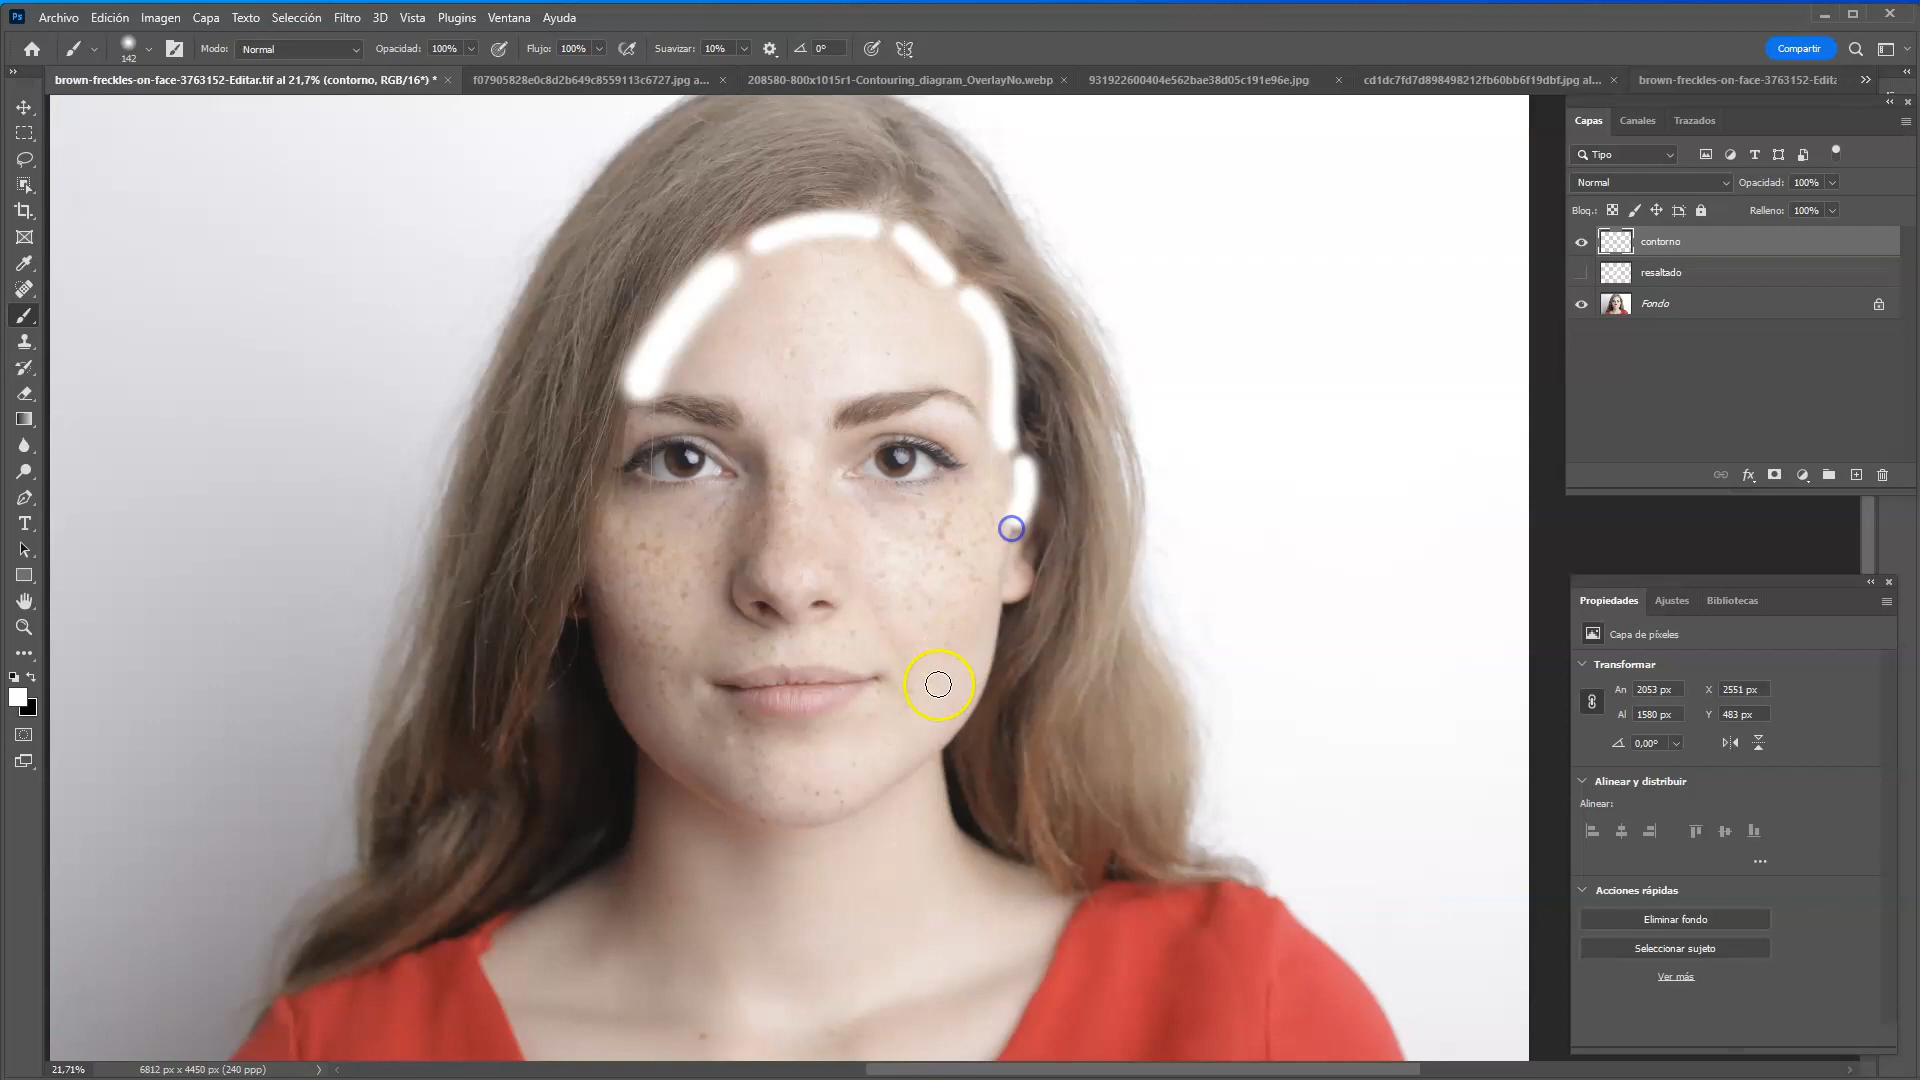 Ps Archivo Edición Imagen Capa Texto Selección Filtro 3D Vista Plugins Ventana Ayuda
142 Modo: Normal Opacidad: 100% Flujo: 100% Suavizar: 10% 0° Compartir
brown-freckles-on-face-3763152-Editar.tif al 21,7% (contorno, RGB/16*) * f07905828e0c8d2b649c8559113c6727.jpg a... 208580-800x1015r1-Contouring_diagram_OverlayNo.webp 931922600404e562bae38d05c191e96e.jpg cd1dc7fd7d898498212fb60bb6f19dbf.jpg al... brown-freckles-on-face-3763152-Edita
Capas Canales Trazados
Tipo
Normal Opacidad: 100%
Bloq.: Relleno: 100%
contorno
resaltado
Fondo
fx
Propiedades Ajustes Bibliotecas
Capa de píxeles
Transformar
An 2053 px X 2551 px
Al 1580 px Y 483 px
0,00°
Alinear y distribuir
Alinear:
Acciones rápidas
Eliminar fondo
Seleccionar sujeto
Ver más
21,71% 6812 px x 4450 px (240 ppp)